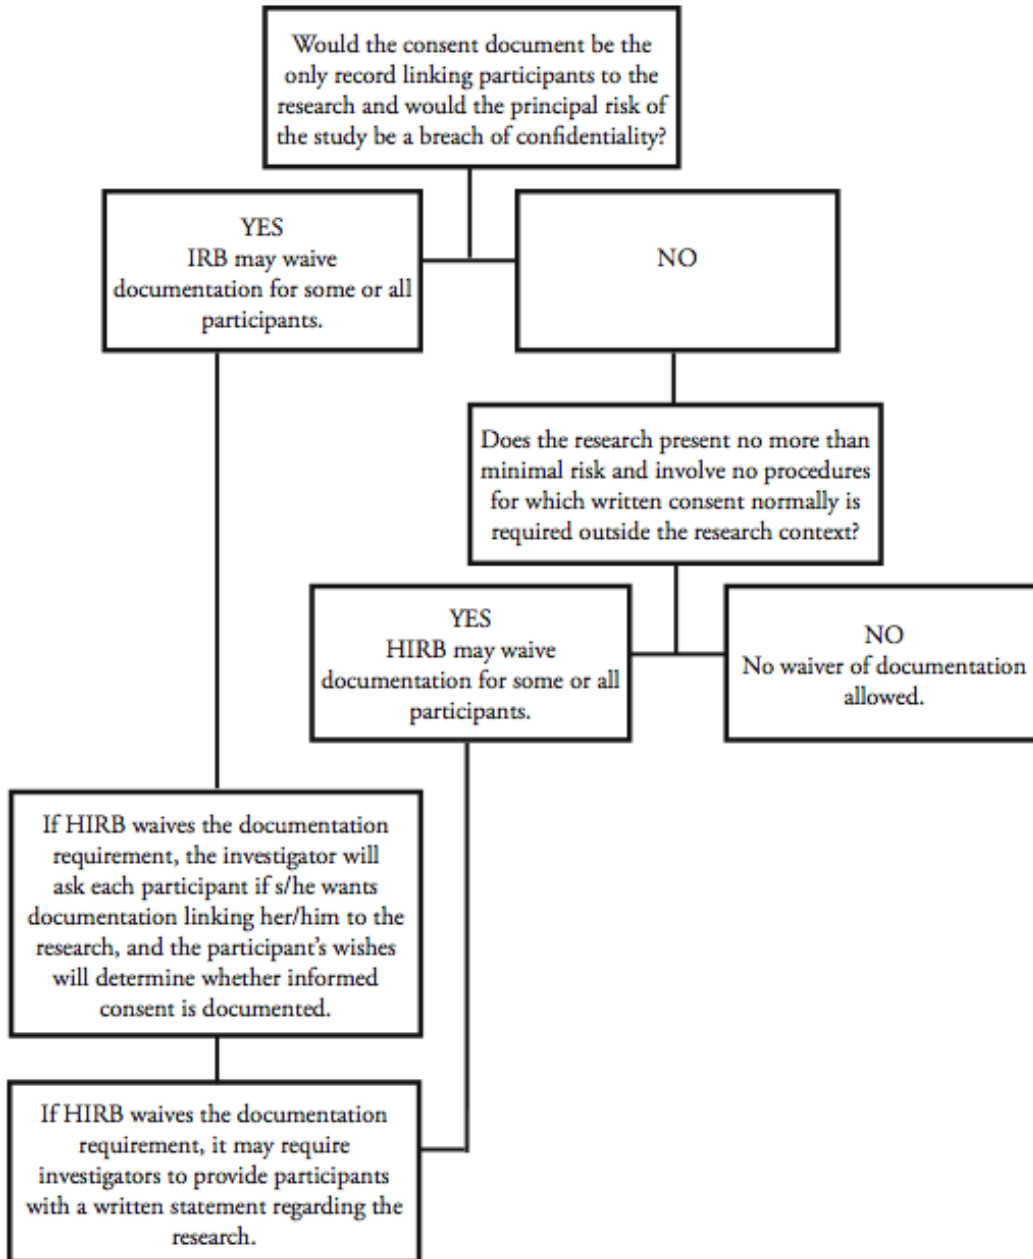 Would the consent document be the
only record linking participants to the
research and would the principal risk of
the study be a breach of confidentiality?
YES
IRB may waive
documentation for some or all
participants.
NO
Does the research present no more than
minimal risk and involve no procedures
for which written consent normally is
required outside the research context?
YES
HIRB may waive
documentation for some or all
participants.
NO
No waiver of documentation
allowed.
If HIRB waives the documentation
requirement, the investigator will
ask each participant if s/he wants
documentation linking her/him to the
research, and the participant's wishes
will determine whether informed
consent is documented.
If HIRB waives the documentation
requirement, it may require
investigators to provide participants
with a written statement regarding the
research.